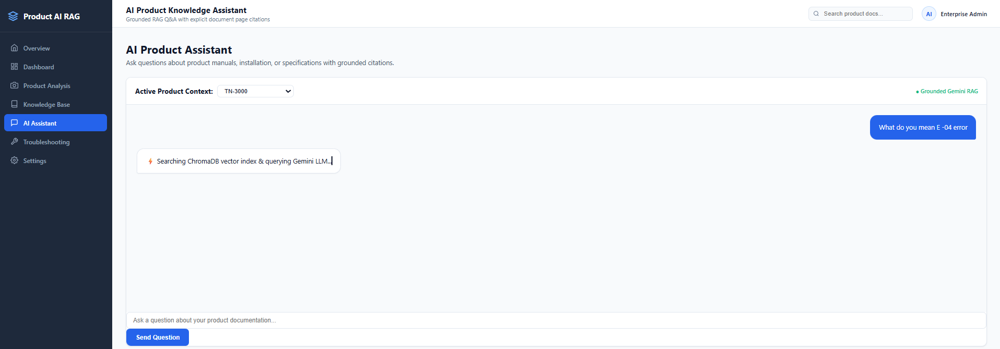 Product AI RAG
Overview
Dashboard
Product Analysis
Knowledge Base
AI Assistant
Troubleshooting
Settings
AI Product Knowledge Assistant
Grounded RAG Q&A with explicit document page citations
Search product docs...
AI
Enterprise Admin
AI Product Assistant
Ask questions about product manuals, installation, or specifications with grounded citations.
Active Product Context:
TN-3000
● Grounded Gemini RAG
What do you mean E -04 error
Searching ChromaDB vector index & querying Gemini LLM...
Ask a question about your product documentation...
Send Question